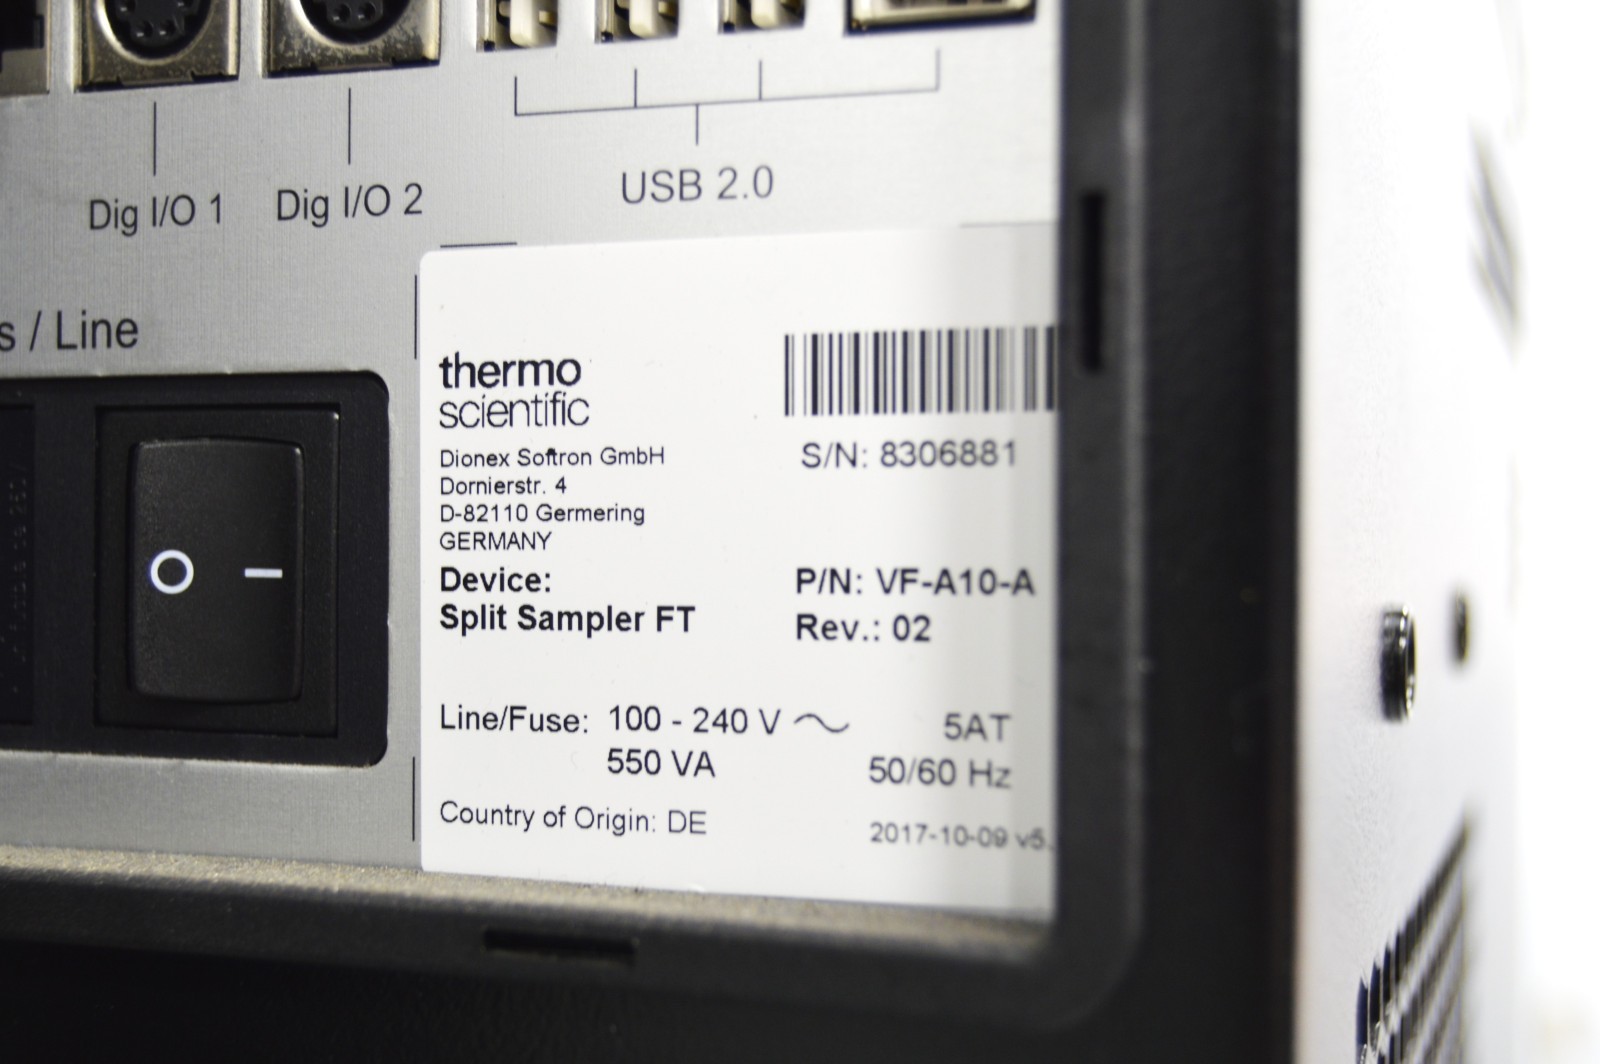 Dig I/O 1
Dig I/O 2
USB 2.0
s / Line
thermo
scientific
Dionex Softron GmbH
Dornierstr. 4
D-82110 Germering
GERMANY
S/N: 8306881
Device:
Split Sampler FT
P/N: VF-A10-A
Rev.: 02
Line/Fuse: 100 - 240 V ~ 5AT
550 VA 50/60 Hz
Country of Origin: DE
2017-10-09 v5.
O I